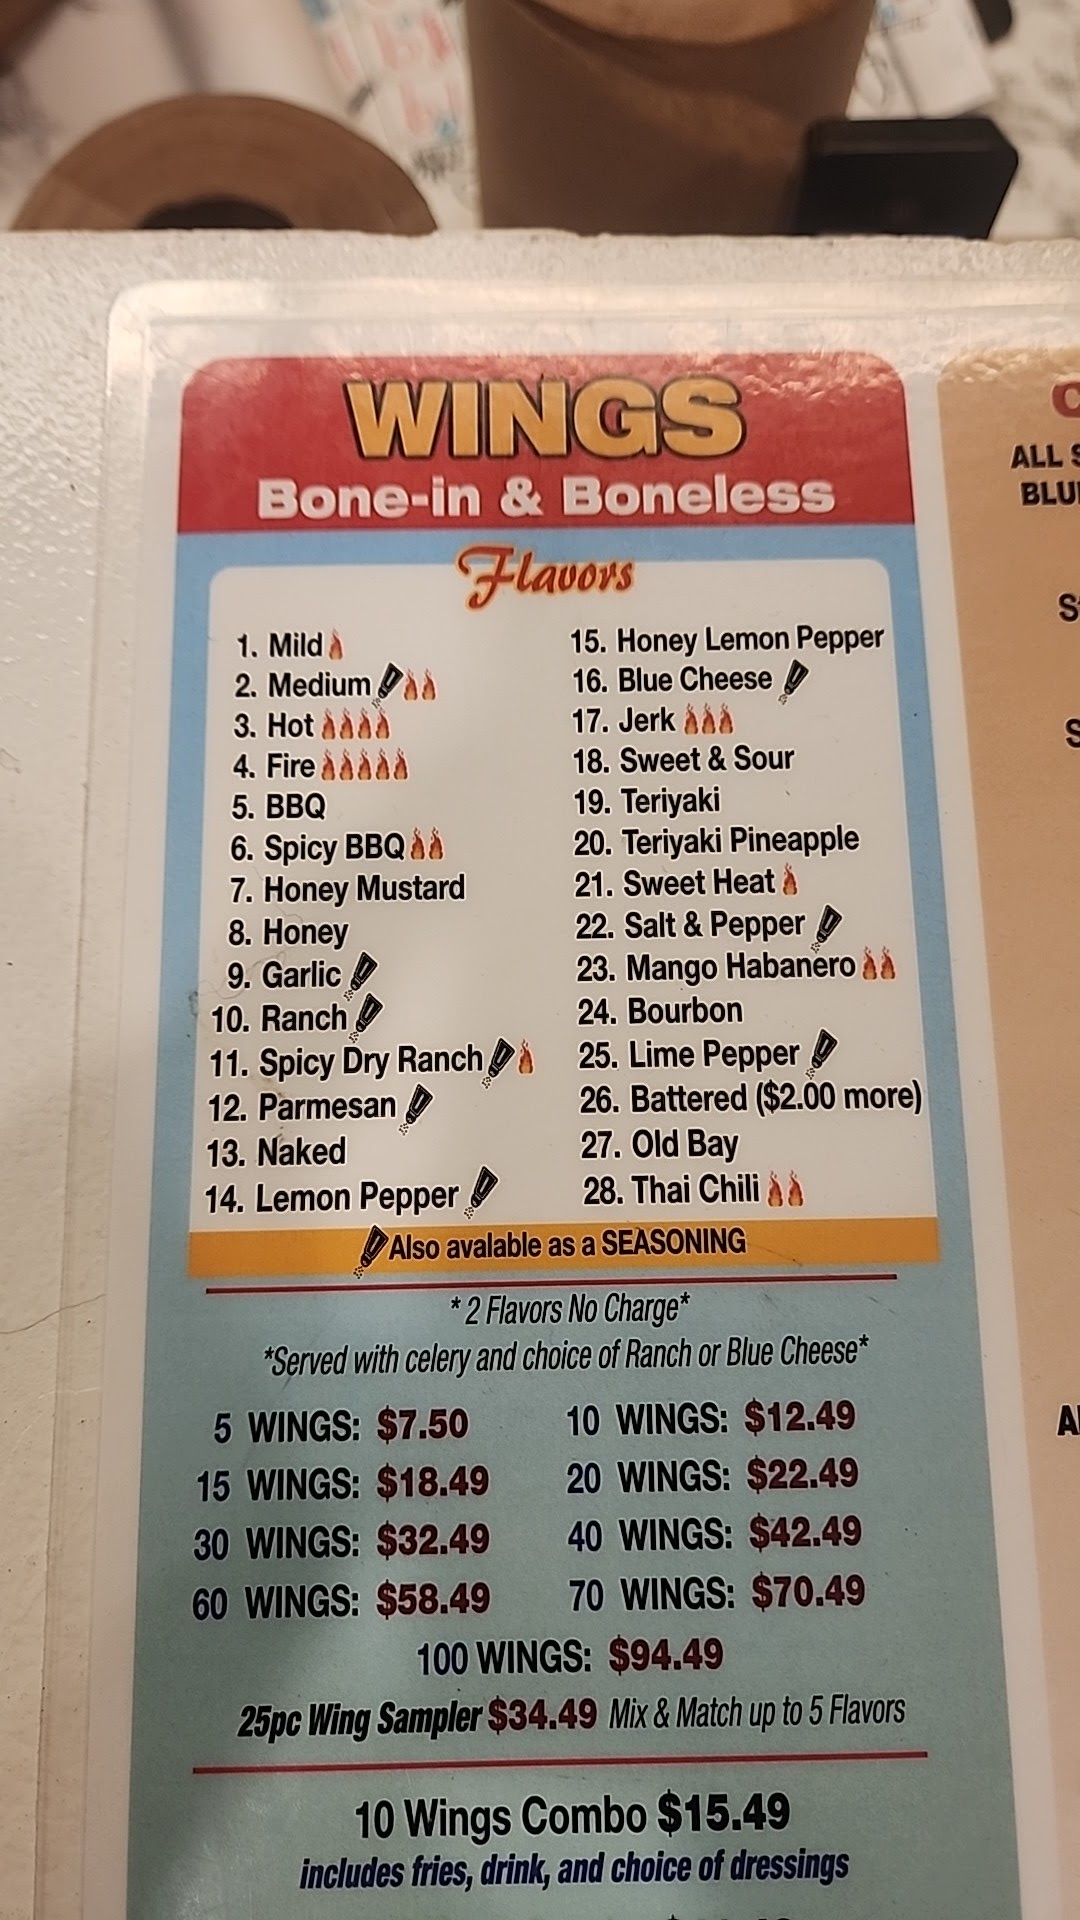 WINGS
Bone-in & Boneless
Flavors
1. Mild
2. Medium
3. Hot
4. Fire
5. BBQ
6. Spicy BBQ
7. Honey Mustard
8. Honey
9. Garlic
10. Ranch
11. Spicy Dry Ranch
12. Parmesan
13. Naked
14. Lemon Pepper
15. Honey Lemon Pepper
16. Blue Cheese
17. Jerk
18. Sweet & Sour
19. Teriyaki
20. Teriyaki Pineapple
21. Sweet Heat
22. Salt & Pepper
23. Mango Habanero
24. Bourbon
25. Lime Pepper
26. Battered ($2.00 more)
27. Old Bay
28. Thai Chili
Also avalable as a SEASONING
* 2 Flavors No Charge*
*Served with celery and choice of Ranch or Blue Cheese*
5 WINGS: $7.50 10 WINGS: $12.49
15 WINGS: $18.49 20 WINGS: $22.49
30 WINGS: $32.49 40 WINGS: $42.49
60 WINGS: $58.49 70 WINGS: $70.49
100 WINGS: $94.49
25pc Wing Sampler $34.49 Mix & Match up to 5 Flavors
10 Wings Combo $15.49
includes fries, drink, and choice of dressings
ALL